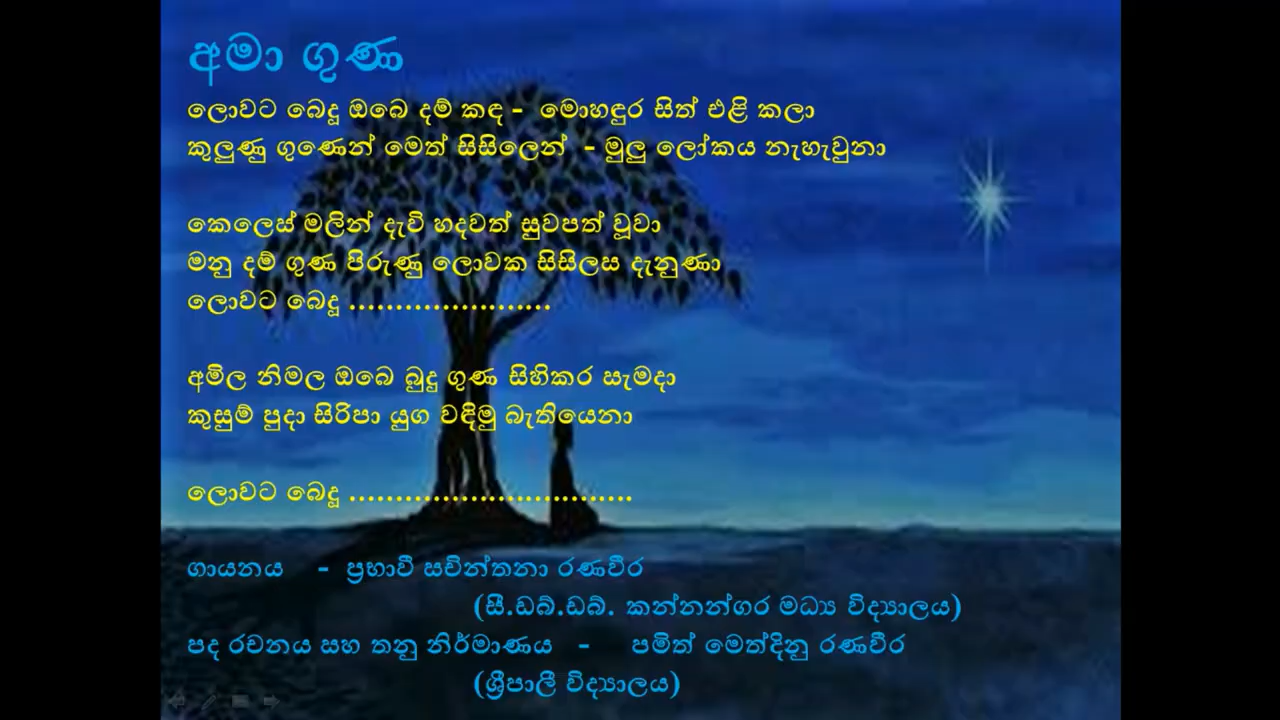 අමා ගුණ
ලොවට බෙදූ ඔබෙ දම් කඳ - මොහඳුර සිත් එළි කලා
කුලුණු ගුණෙන් මෙත් සිසිලෙන් - මුලු ලෝකය නැහැවුනා
කෙලෙස් මලින් දැවි හදවත් සුවපත් වූවා
මනු දම් ගුණ පිරුණු ලොවක සිසිලස දැනුණා
ලොවට බෙදූ ......................
අමිල නිමල ඔබෙ බුදු ගුණ සිහිකර සැමදා
කුසුම් පුදා සිරිපා යුග වඳිමු බැතියෙනා
ලොවට බෙදූ ...............................
ගායනය - ප්‍රභාවී සචින්තනා රණවීර
(සී.ඩබ්.ඩබ්. කන්නන්ගර මධ්‍ය විද්‍යාලය)
පද රචනය සහ තනු නිර්මාණය - පමිත් මෙත්දිනු රණවීර
(ශ්‍රීපාලී විද්‍යාලය)